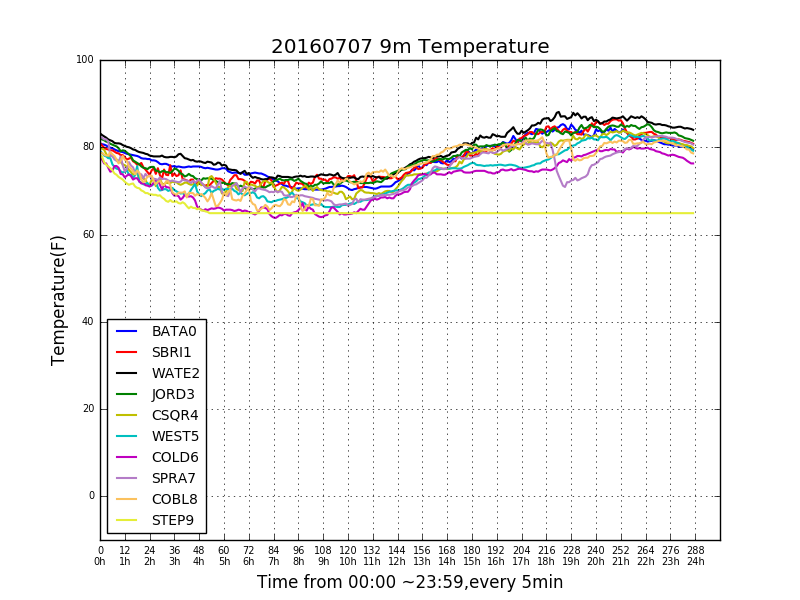 20160707 9m Temperature
100
80
60
40
20
0
Temperature(F)
BATA0
SBRI1
WATE2
JORD3
CSQR4
WEST5
COLD6
SPRA7
COBL8
STEP9
0 12 24 36 48 60 72 84 96 108 120 132 144 156 168 180 192 204 216 228 240 252 264 276 288
0h 1h 2h 3h 4h 5h 6h 7h 8h 9h 10h 11h 12h 13h 14h 15h 16h 17h 18h 19h 20h 21h 22h 23h 24h
Time from 00:00 ~23:59,every 5min